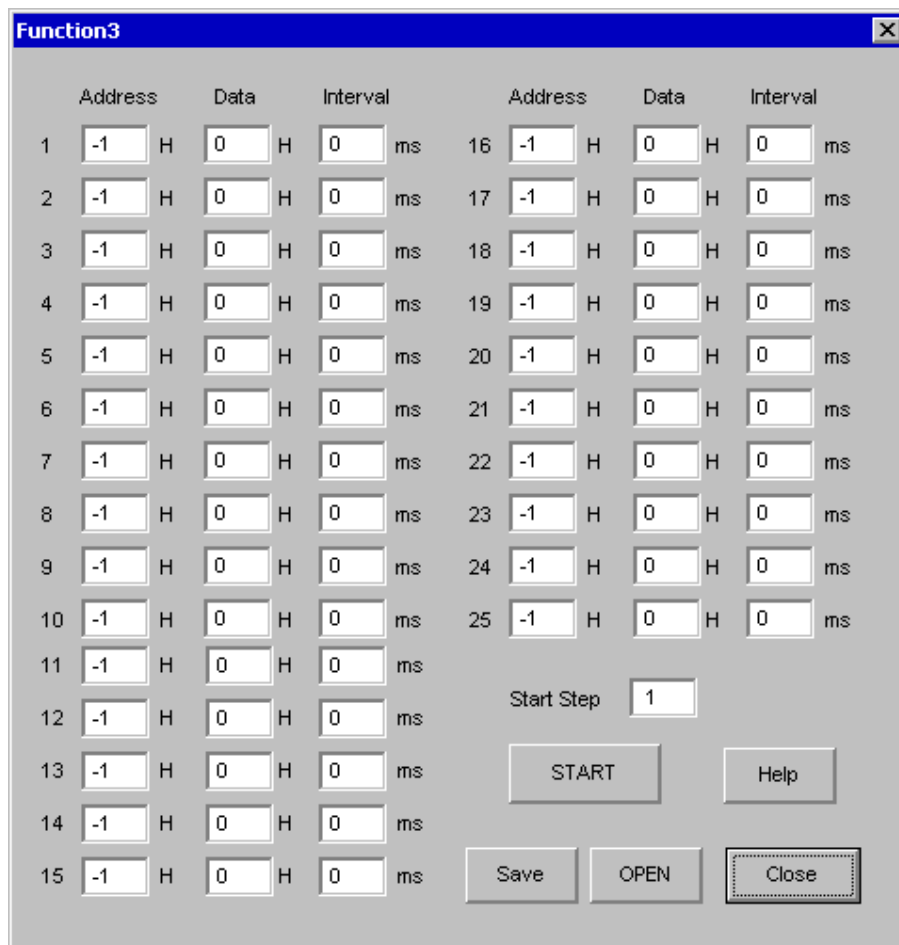 Function3
Address Data Interval Address Data Interval
1 -1 H 0 H 0 ms 16 -1 H 0 H 0 ms
2 -1 H 0 H 0 ms 17 -1 H 0 H 0 ms
3 -1 H 0 H 0 ms 18 -1 H 0 H 0 ms
4 -1 H 0 H 0 ms 19 -1 H 0 H 0 ms
5 -1 H 0 H 0 ms 20 -1 H 0 H 0 ms
6 -1 H 0 H 0 ms 21 -1 H 0 H 0 ms
7 -1 H 0 H 0 ms 22 -1 H 0 H 0 ms
8 -1 H 0 H 0 ms 23 -1 H 0 H 0 ms
9 -1 H 0 H 0 ms 24 -1 H 0 H 0 ms
10 -1 H 0 H 0 ms 25 -1 H 0 H 0 ms
11 -1 H 0 H 0 ms
12 -1 H 0 H 0 ms Start Step 1
13 -1 H 0 H 0 ms START Help
14 -1 H 0 H 0 ms
15 -1 H 0 H 0 ms Save OPEN Close